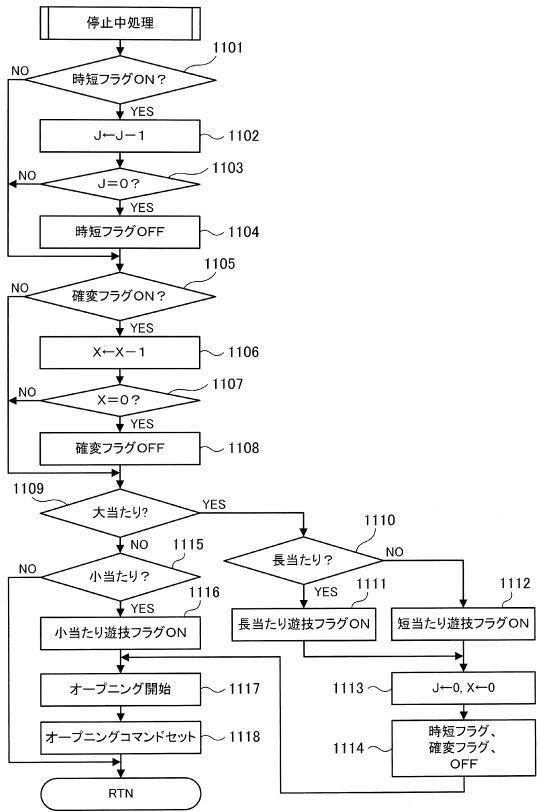 停止中処理
1101
時短フラグON？
NO
YES
J←J－1
1102
1103
NO
J＝0？
YES
時短フラグOFF
1104
1105
確変フラグON？
NO
YES
X←X－1
1106
1107
NO
X＝0？
YES
確変フラグOFF
1108
1109
大当たり?
YES
NO
1110
長当たり？
NO
YES
1115
小当たり？
NO
YES
1111
長当たり遊技フラグON
1112
短当たり遊技フラグON
1116
小当たり遊技フラグON
オープニング開始
1117
1113
J←0, X←0
オープニングコマンドセット
1118
1114
時短フラグ、
確変フラグ、
OFF
RTN